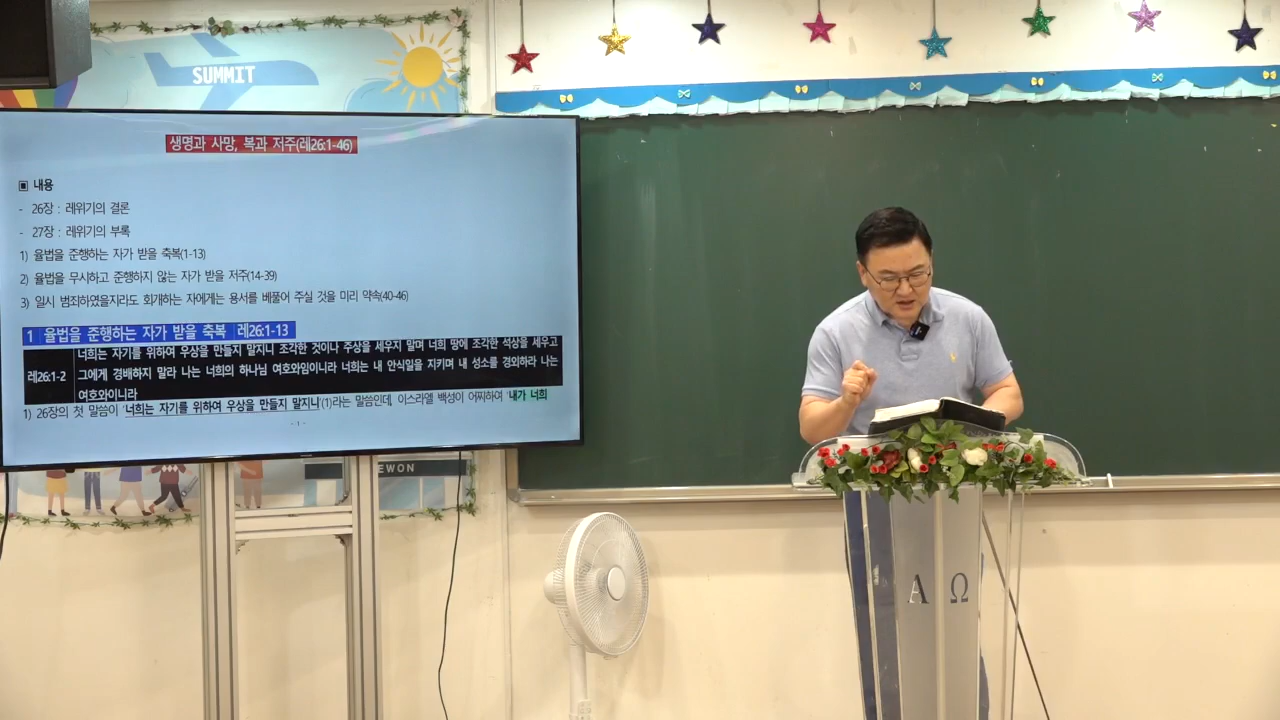 SUMMIT
생명과 사망, 복과 저주(레26:1-46)
▣ 내용
- 26장 : 레위기의 결론
- 27장 : 레위기의 부록
1) 율법을 준행하는 자가 받을 축복(1-13)
2) 율법을 무시하고 준행하지 않는 자가 받을 저주(14-39)
3) 일시 범죄하였을지라도 회개하는 자에게는 용서를 베풀어 주실 것을 미리 약속(40-46)
1 율법을 준행하는 자가 받을 축복 레26:1-13
레26:1-2
너희는 자기를 위하여 우상을 만들지 말지니 조각한 것이나 주상을 세우지 말며 너희 땅에 조각한 석상을 세우고
그에게 경배하지 말라 나는 너희의 하나님 여호와임이니라 너희는 내 안식일을 지키며 내 성소를 경외하라 나는
여호와이니라
1) 26장의 첫 말씀이 '너희는 자기를 위하여 우상을 만들지 말지니(1)라는 말씀인데, 이스라엘 백성이 어찌하여 '내가 너희
- 1 -
EWON
Α Ω